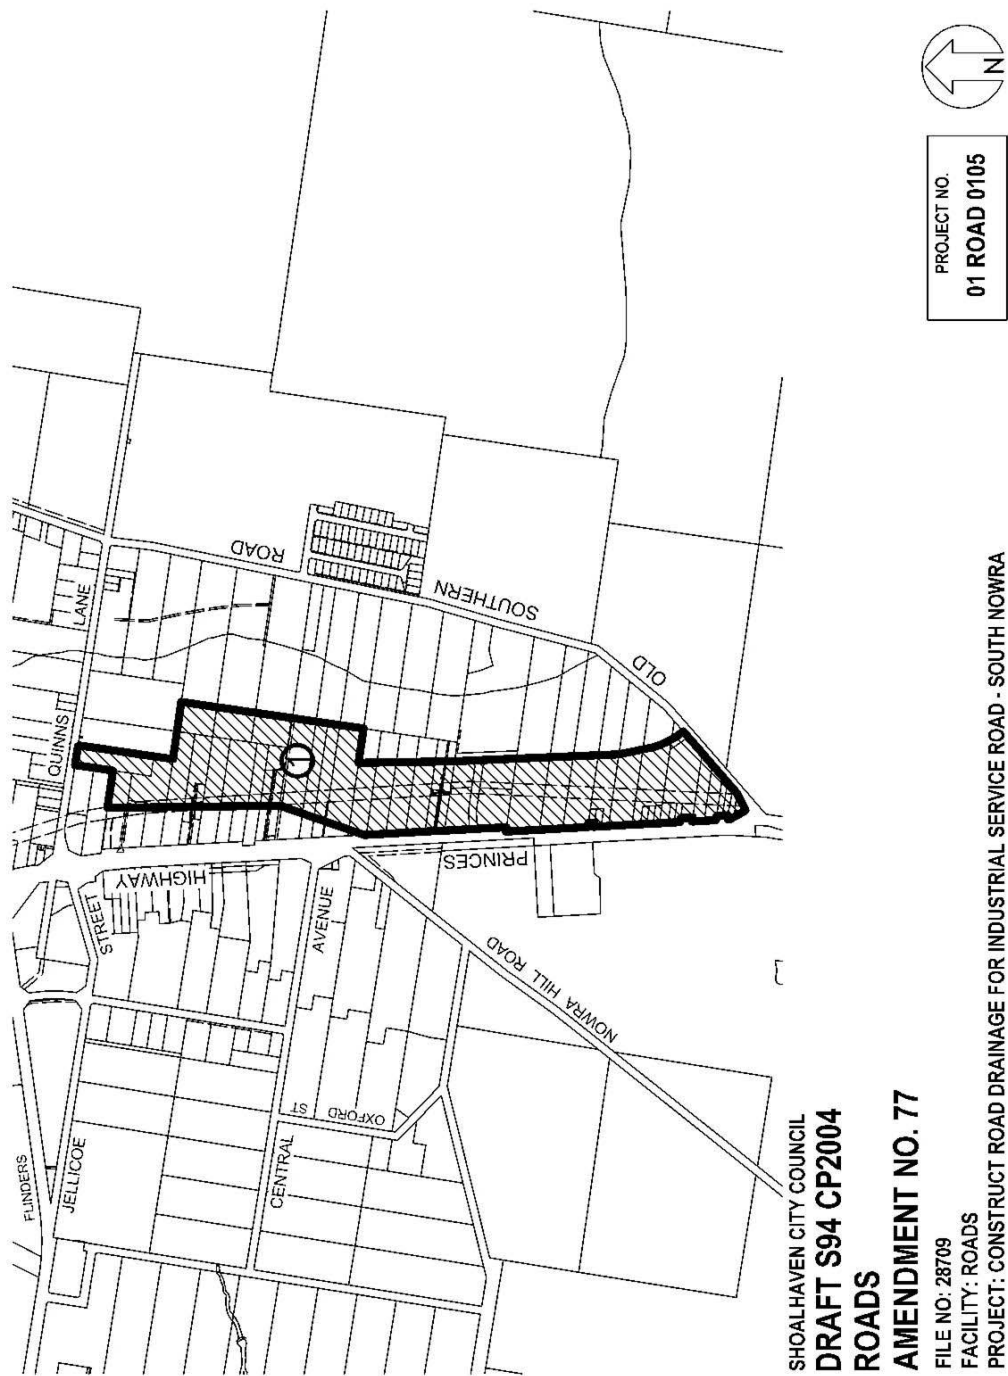 FLINDERS
JELLICOE
STREET
QUINNS
LANE
CENTRAL
AVENUE
OXFORD ST
HIGHWAY
PRINCES
NOWRA HILL ROAD
OLD
SOUTHERN
ROAD
1
SHOALHAVEN CITY COUNCIL
DRAFT S94 CP2004
ROADS
AMENDMENT NO. 77
FILE NO: 28709
FACILITY: ROADS
PROJECT: CONSTRUCT ROAD DRAINAGE FOR INDUSTRIAL SERVICE ROAD - SOUTH NOWRA
PROJECT NO.
01 ROAD 0105
N